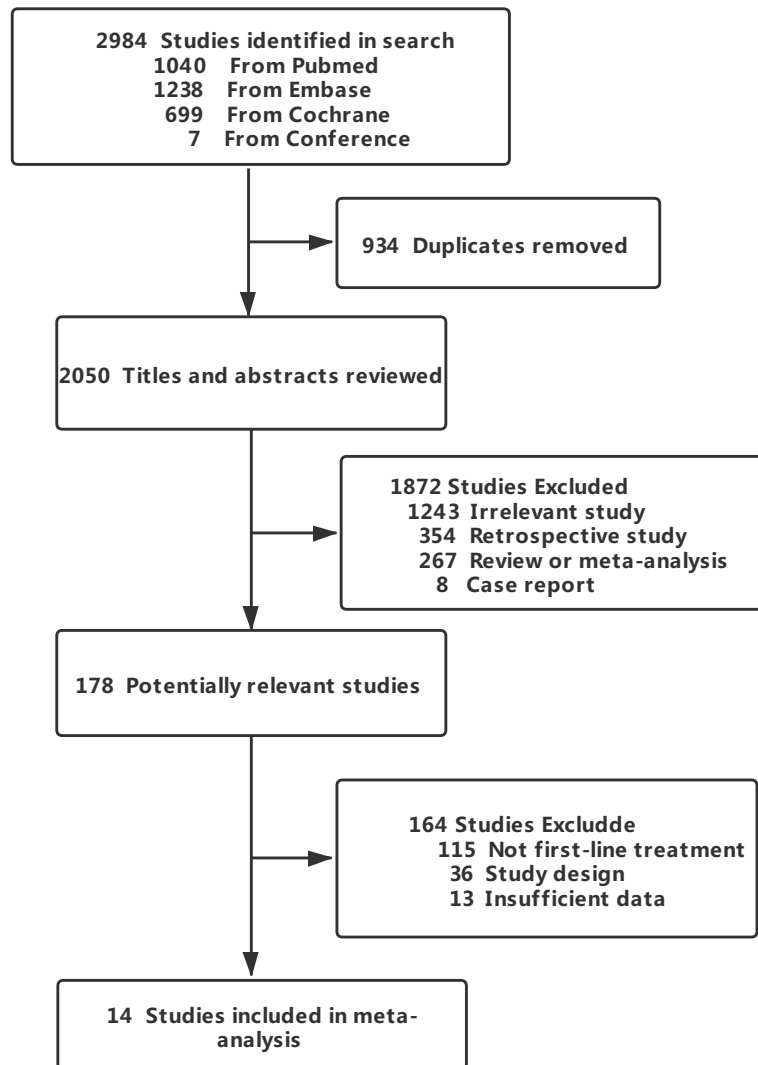 2984 Studies identified in search
1040 From Pubmed
1238 From Embase
699 From Cochrane
7 From Conference
934 Duplicates removed
2050 Titles and abstracts reviewed
1872 Studies Excluded
1243 Irrelevant study
354 Retrospective study
267 Review or meta-analysis
8 Case report
178 Potentially relevant studies
164 Studies Excludde
115 Not first-line treatment
36 Study design
13 Insufficient data
14 Studies included in meta-
analysis